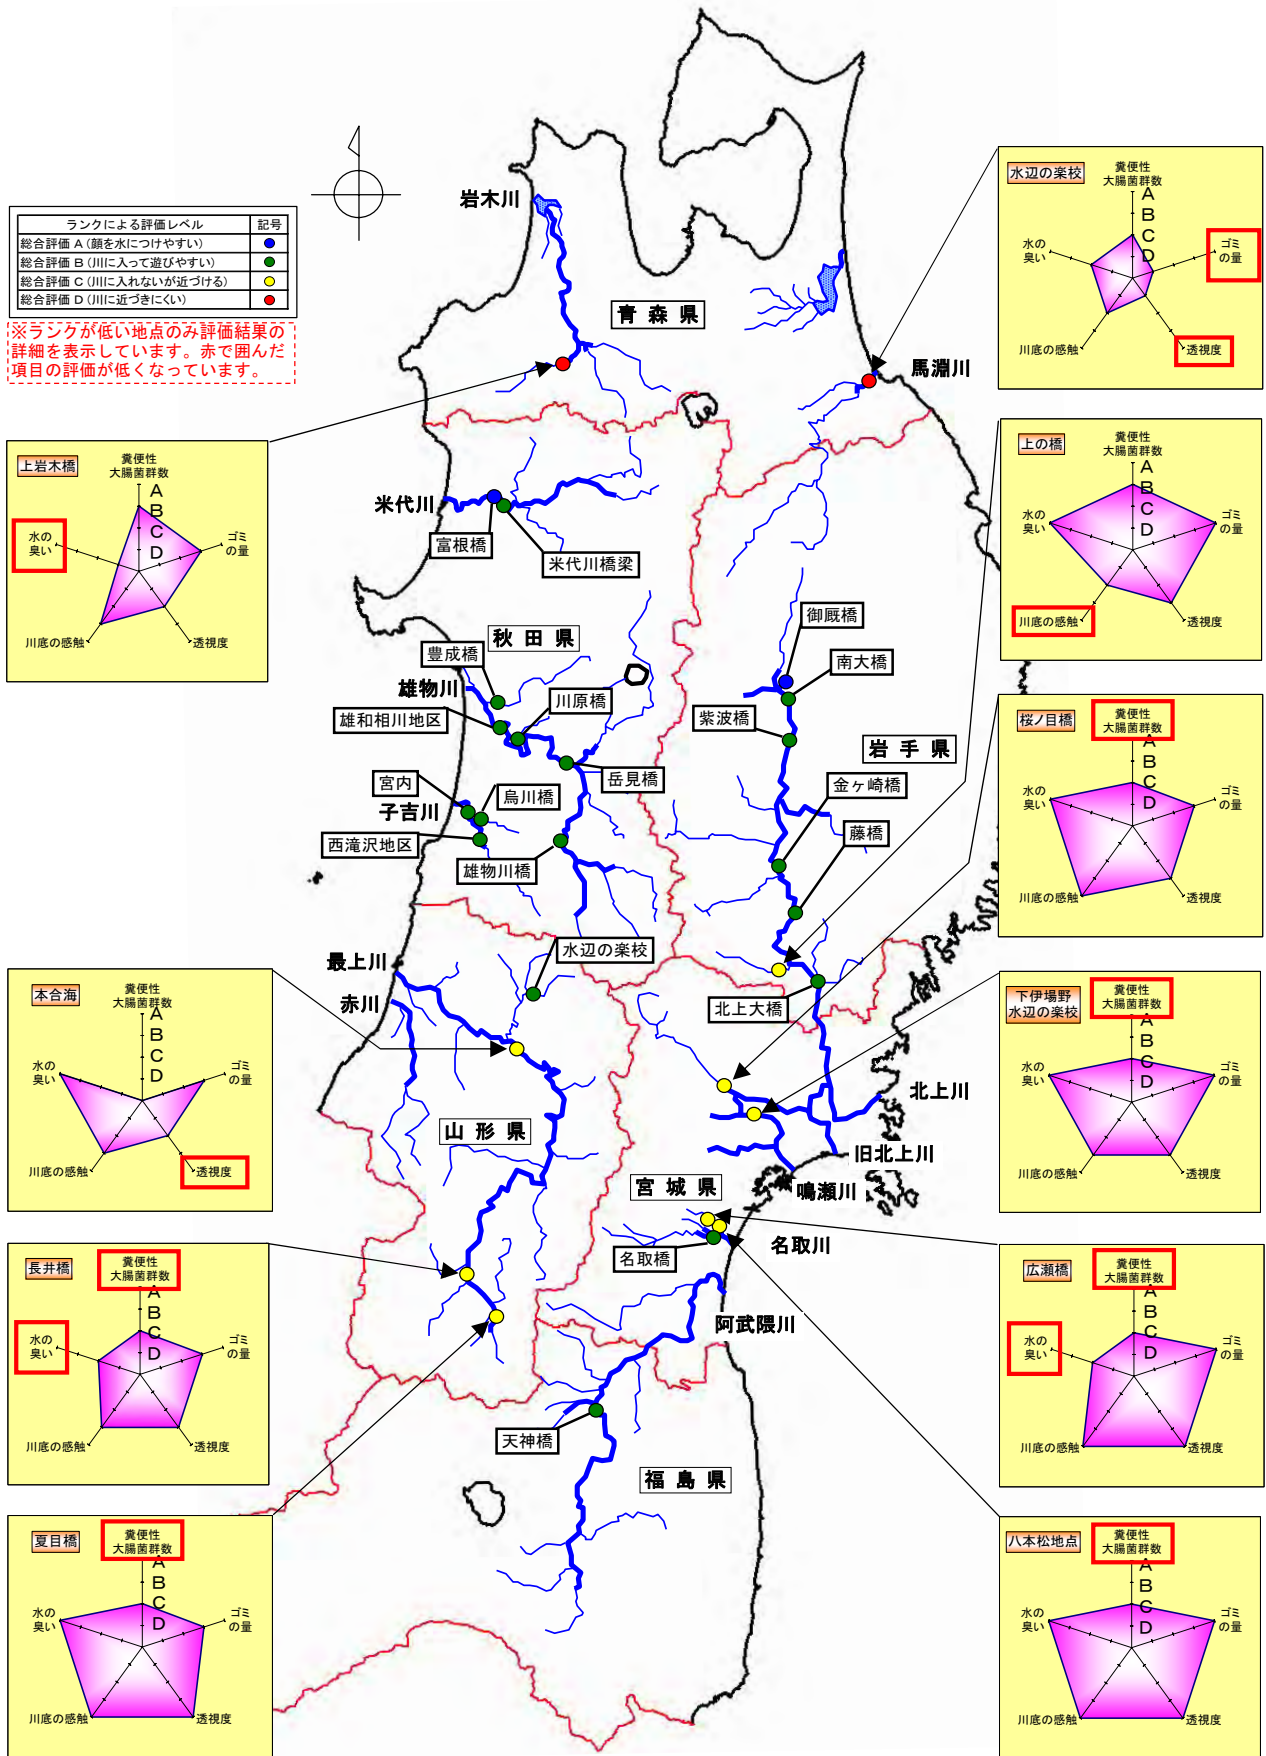 ランクによる評価レベル 記号
総合評価 A (顔を水につけやすい)
総合評価 B (川に入って遊びやすい)
総合評価 C (川に入れないが近づける)
総合評価 D (川に近づきにくい)
※ランクが低い地点のみ評価結果の
詳細を表示しています。赤で囲んだ
項目の評価が低くなっています。
岩木川
青森県
馬淵川
水辺の楽校
糞便性
大腸菌群数
A
B
C
D
ゴミ
の量
透視度
川底の感触
水の
臭い
上岩木橋
糞便性
大腸菌群数
A
B
C
D
ゴミ
の量
透視度
川底の感触
水の
臭い
上の橋
糞便性
大腸菌群数
A
B
C
D
ゴミ
の量
透視度
川底の感触
水の
臭い
米代川
富根橋
米代川橋梁
秋田県
豊成橋
雄物川
川原橋
雄和相川地区
岳見橋
宮内
烏川橋
子吉川
西滝沢地区
雄物川橋
御厩橋
南大橋
紫波橋
岩手県
金ヶ崎橋
藤橋
桜ノ目橋
糞便性
大腸菌群数
A
B
C
D
ゴミ
の量
透視度
川底の感触
水の
臭い
最上川
赤川
水辺の楽校
北上大橋
本合海
糞便性
大腸菌群数
A
B
C
D
ゴミ
の量
透視度
川底の感触
水の
臭い
下伊場野
水辺の楽校
糞便性
大腸菌群数
A
B
C
D
ゴミ
の量
透視度
川底の感触
水の
臭い
山形県
北上川
旧北上川
宮城県
鳴瀬川
名取橋
名取川
阿武隈川
長井橋
糞便性
大腸菌群数
A
B
C
D
ゴミ
の量
透視度
川底の感触
水の
臭い
広瀬橋
糞便性
大腸菌群数
A
B
C
D
ゴミ
の量
透視度
川底の感触
水の
臭い
天神橋
福島県
夏目橋
糞便性
大腸菌群数
A
B
C
D
ゴミ
の量
透視度
川底の感触
水の
臭い
八本松地点
糞便性
大腸菌群数
A
B
C
D
ゴミ
の量
透視度
川底の感触
水の
臭い